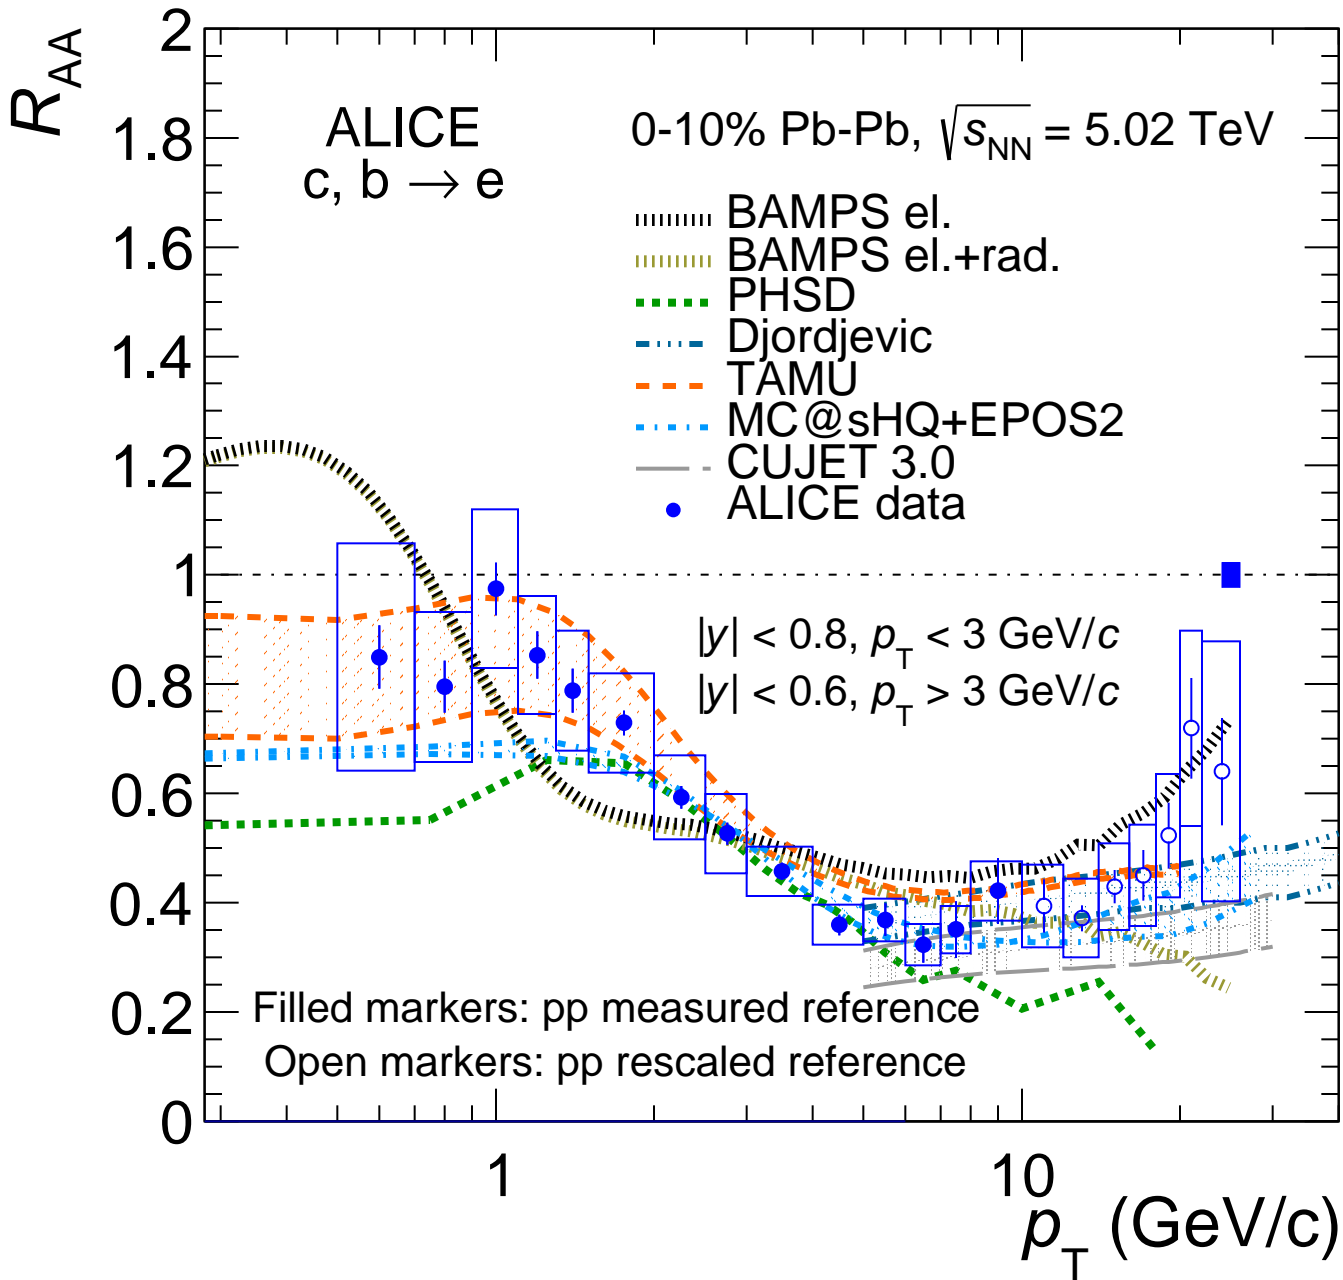 R_AA
2
1.8
1.6
1.4
1.2
1
0.8
0.6
0.4
0.2
0
ALICE
c, b → e
0-10% Pb-Pb, √s_NN = 5.02 TeV
BAMPS el.
BAMPS el.+rad.
PHSD
Djordjevic
TAMU
MC@sHQ+EPOS2
CUJET 3.0
ALICE data
|y| < 0.8, p_T < 3 GeV/c
|y| < 0.6, p_T > 3 GeV/c
Filled markers: pp measured reference
Open markers: pp rescaled reference
1 10
p_T (GeV/c)